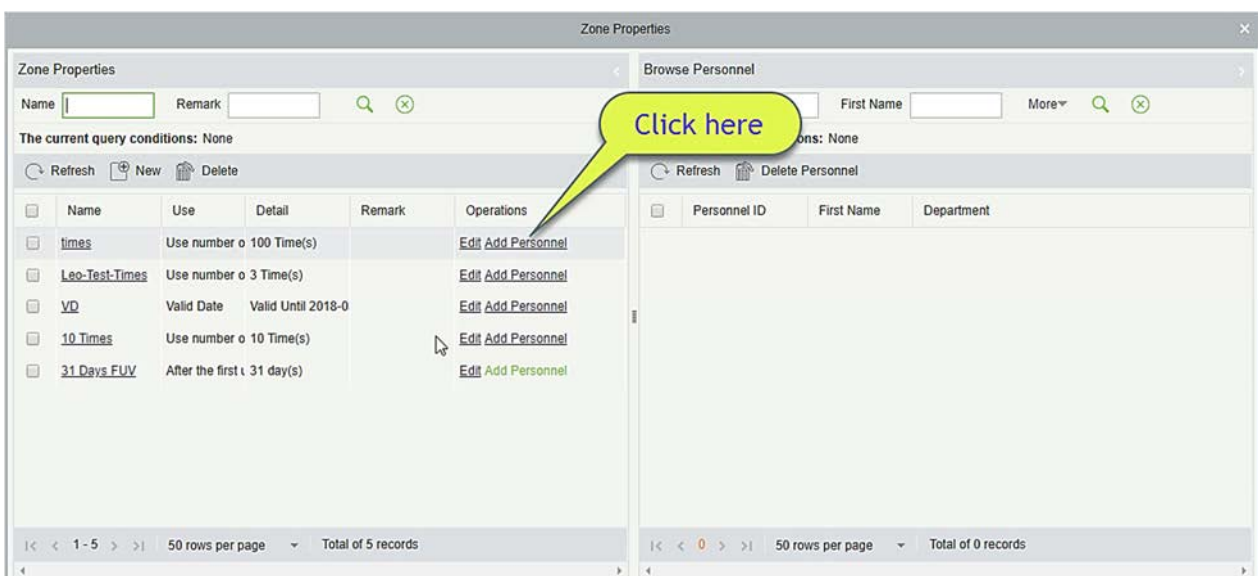 Zone Properties
Zone Properties
Name Remark
The current query conditions: None
Refresh New Delete
Name Use Detail Remark Operations
times Use number o 100 Time(s) Edit Add Personnel
Leo-Test-Times Use number o 3 Time(s) Edit Add Personnel
VD Valid Date Valid Until 2018-0 Edit Add Personnel
10 Times Use number o 10 Time(s) Edit Add Personnel
31 Days FUV After the first 31 day(s) Edit Add Personnel
1 - 5 50 rows per page Total of 5 records
Browse Personnel
First Name More
Click here
ons: None
Refresh Delete Personnel
Personnel ID First Name Department
0 50 rows per page Total of 0 records